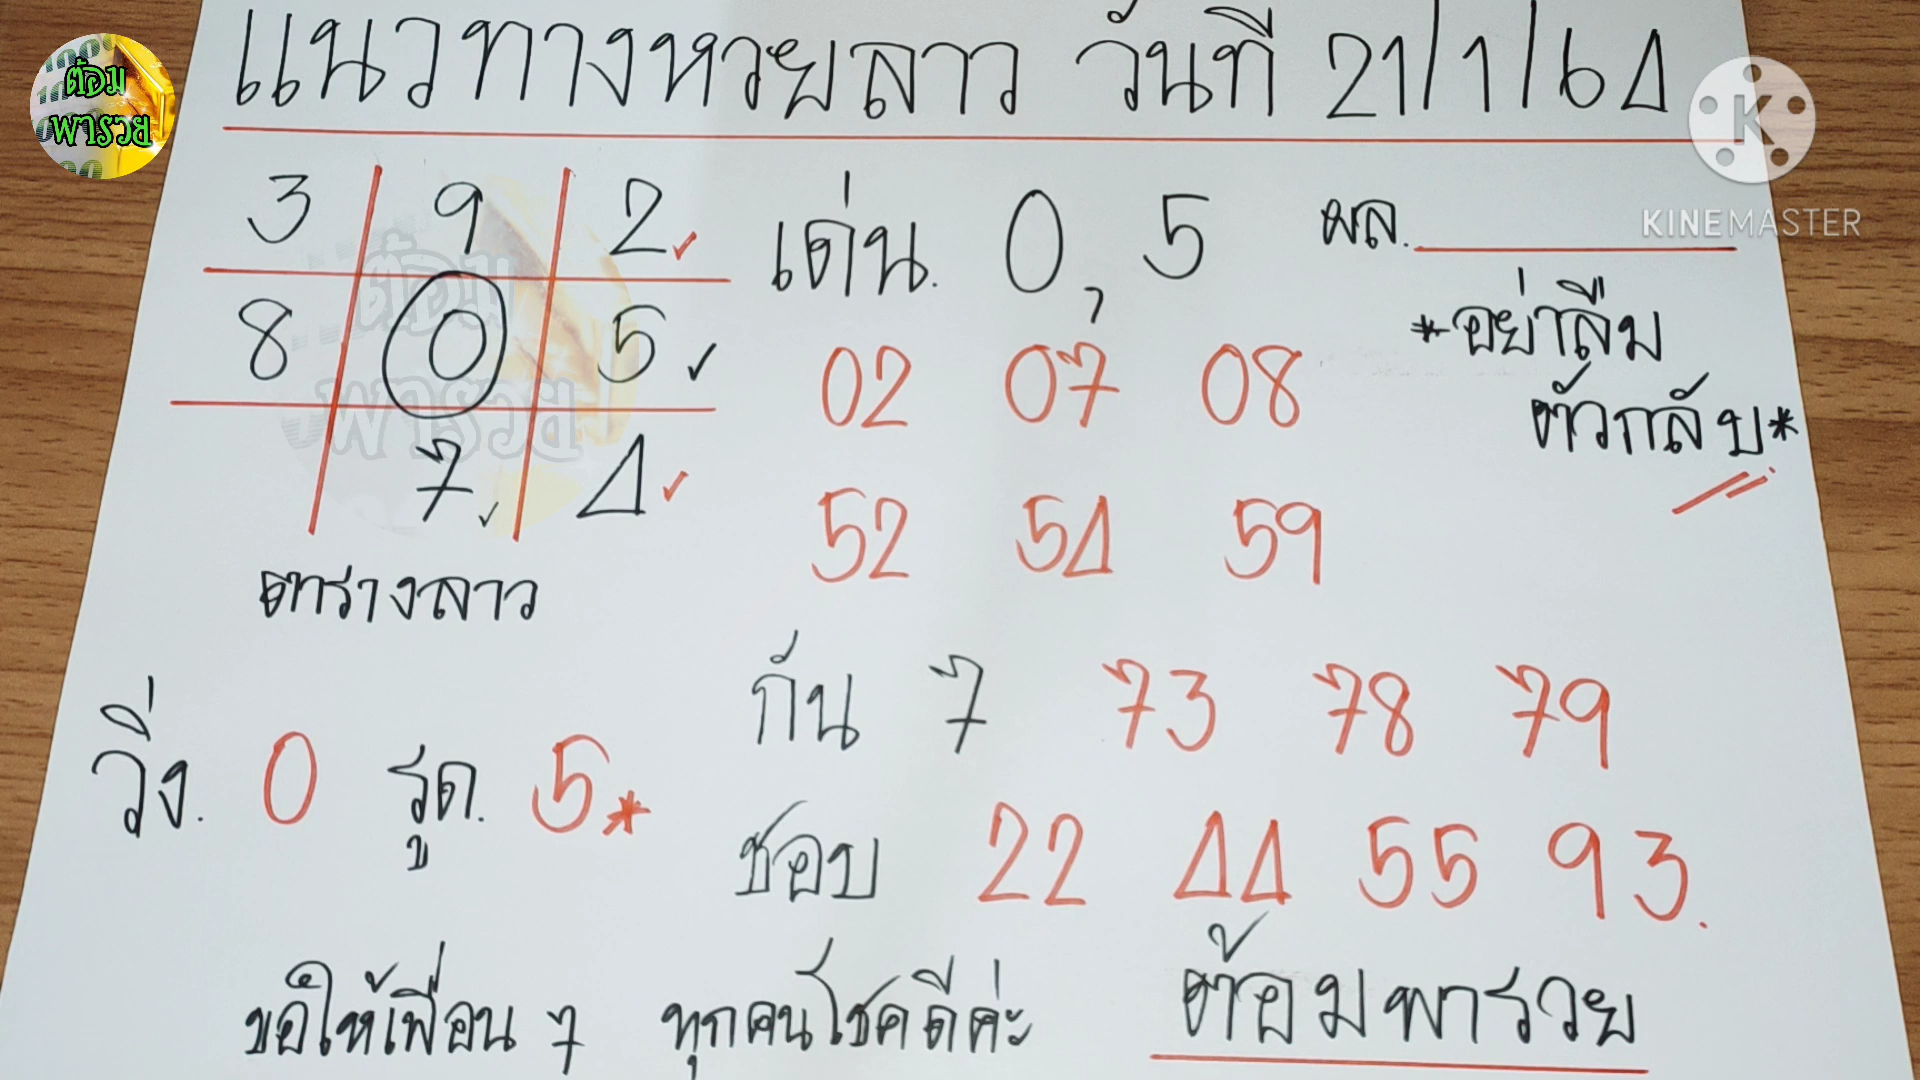 แนวทางหวยลาว วันที่ 21/1/64
ต้อม
พารวย
KINEMASTER
3 9 2✓
8 0 5✓
7✓ 4✓
ตารางลาว
เด่น. 0, 5
ผล.
*อย่าลืม
ตัวกลับ*
02 07 08
52 54 59
กัน 7 73 78 79
วิ่ง. 0 รูด. 5*
ชอบ 22 44 55 93.
ขอให้เพื่อน ๆ ทุกคนโชคดีค่ะ
ต้อมพารวย